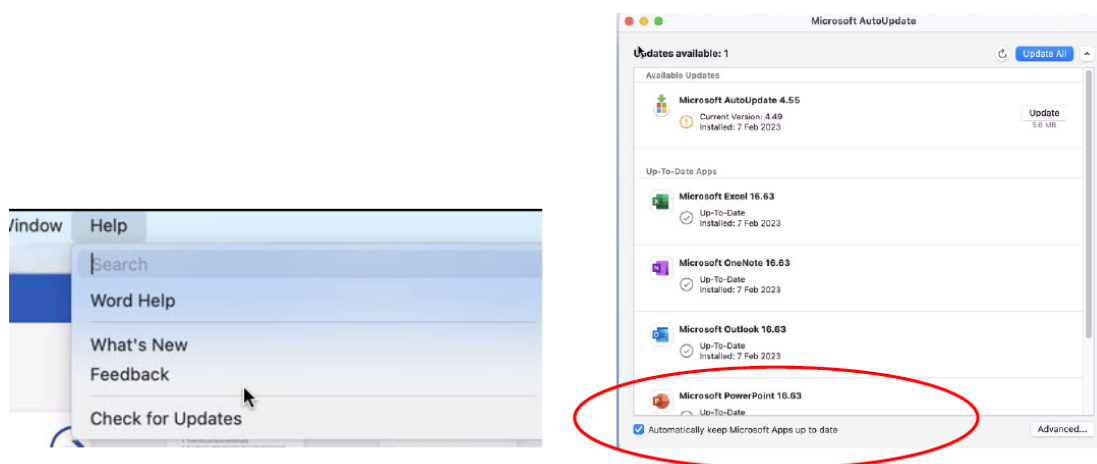 Window Help
Search
Word Help
What's New
Feedback
Check for Updates
Microsoft AutoUpdate
Updates available: 1
Update All
Available Updates
Microsoft AutoUpdate 4.55
Current Version: 4.49
Installed: 7 Feb 2023
Update
5.6 MB
Up-To-Date Apps
Microsoft Excel 16.63
Up-To-Date
Installed: 7 Feb 2023
Microsoft OneNote 16.63
Up-To-Date
Installed: 7 Feb 2023
Microsoft Outlook 16.63
Up-To-Date
Installed: 7 Feb 2023
Microsoft PowerPoint 16.63
Up-To-Date
Automatically keep Microsoft Apps up to date
Advanced...